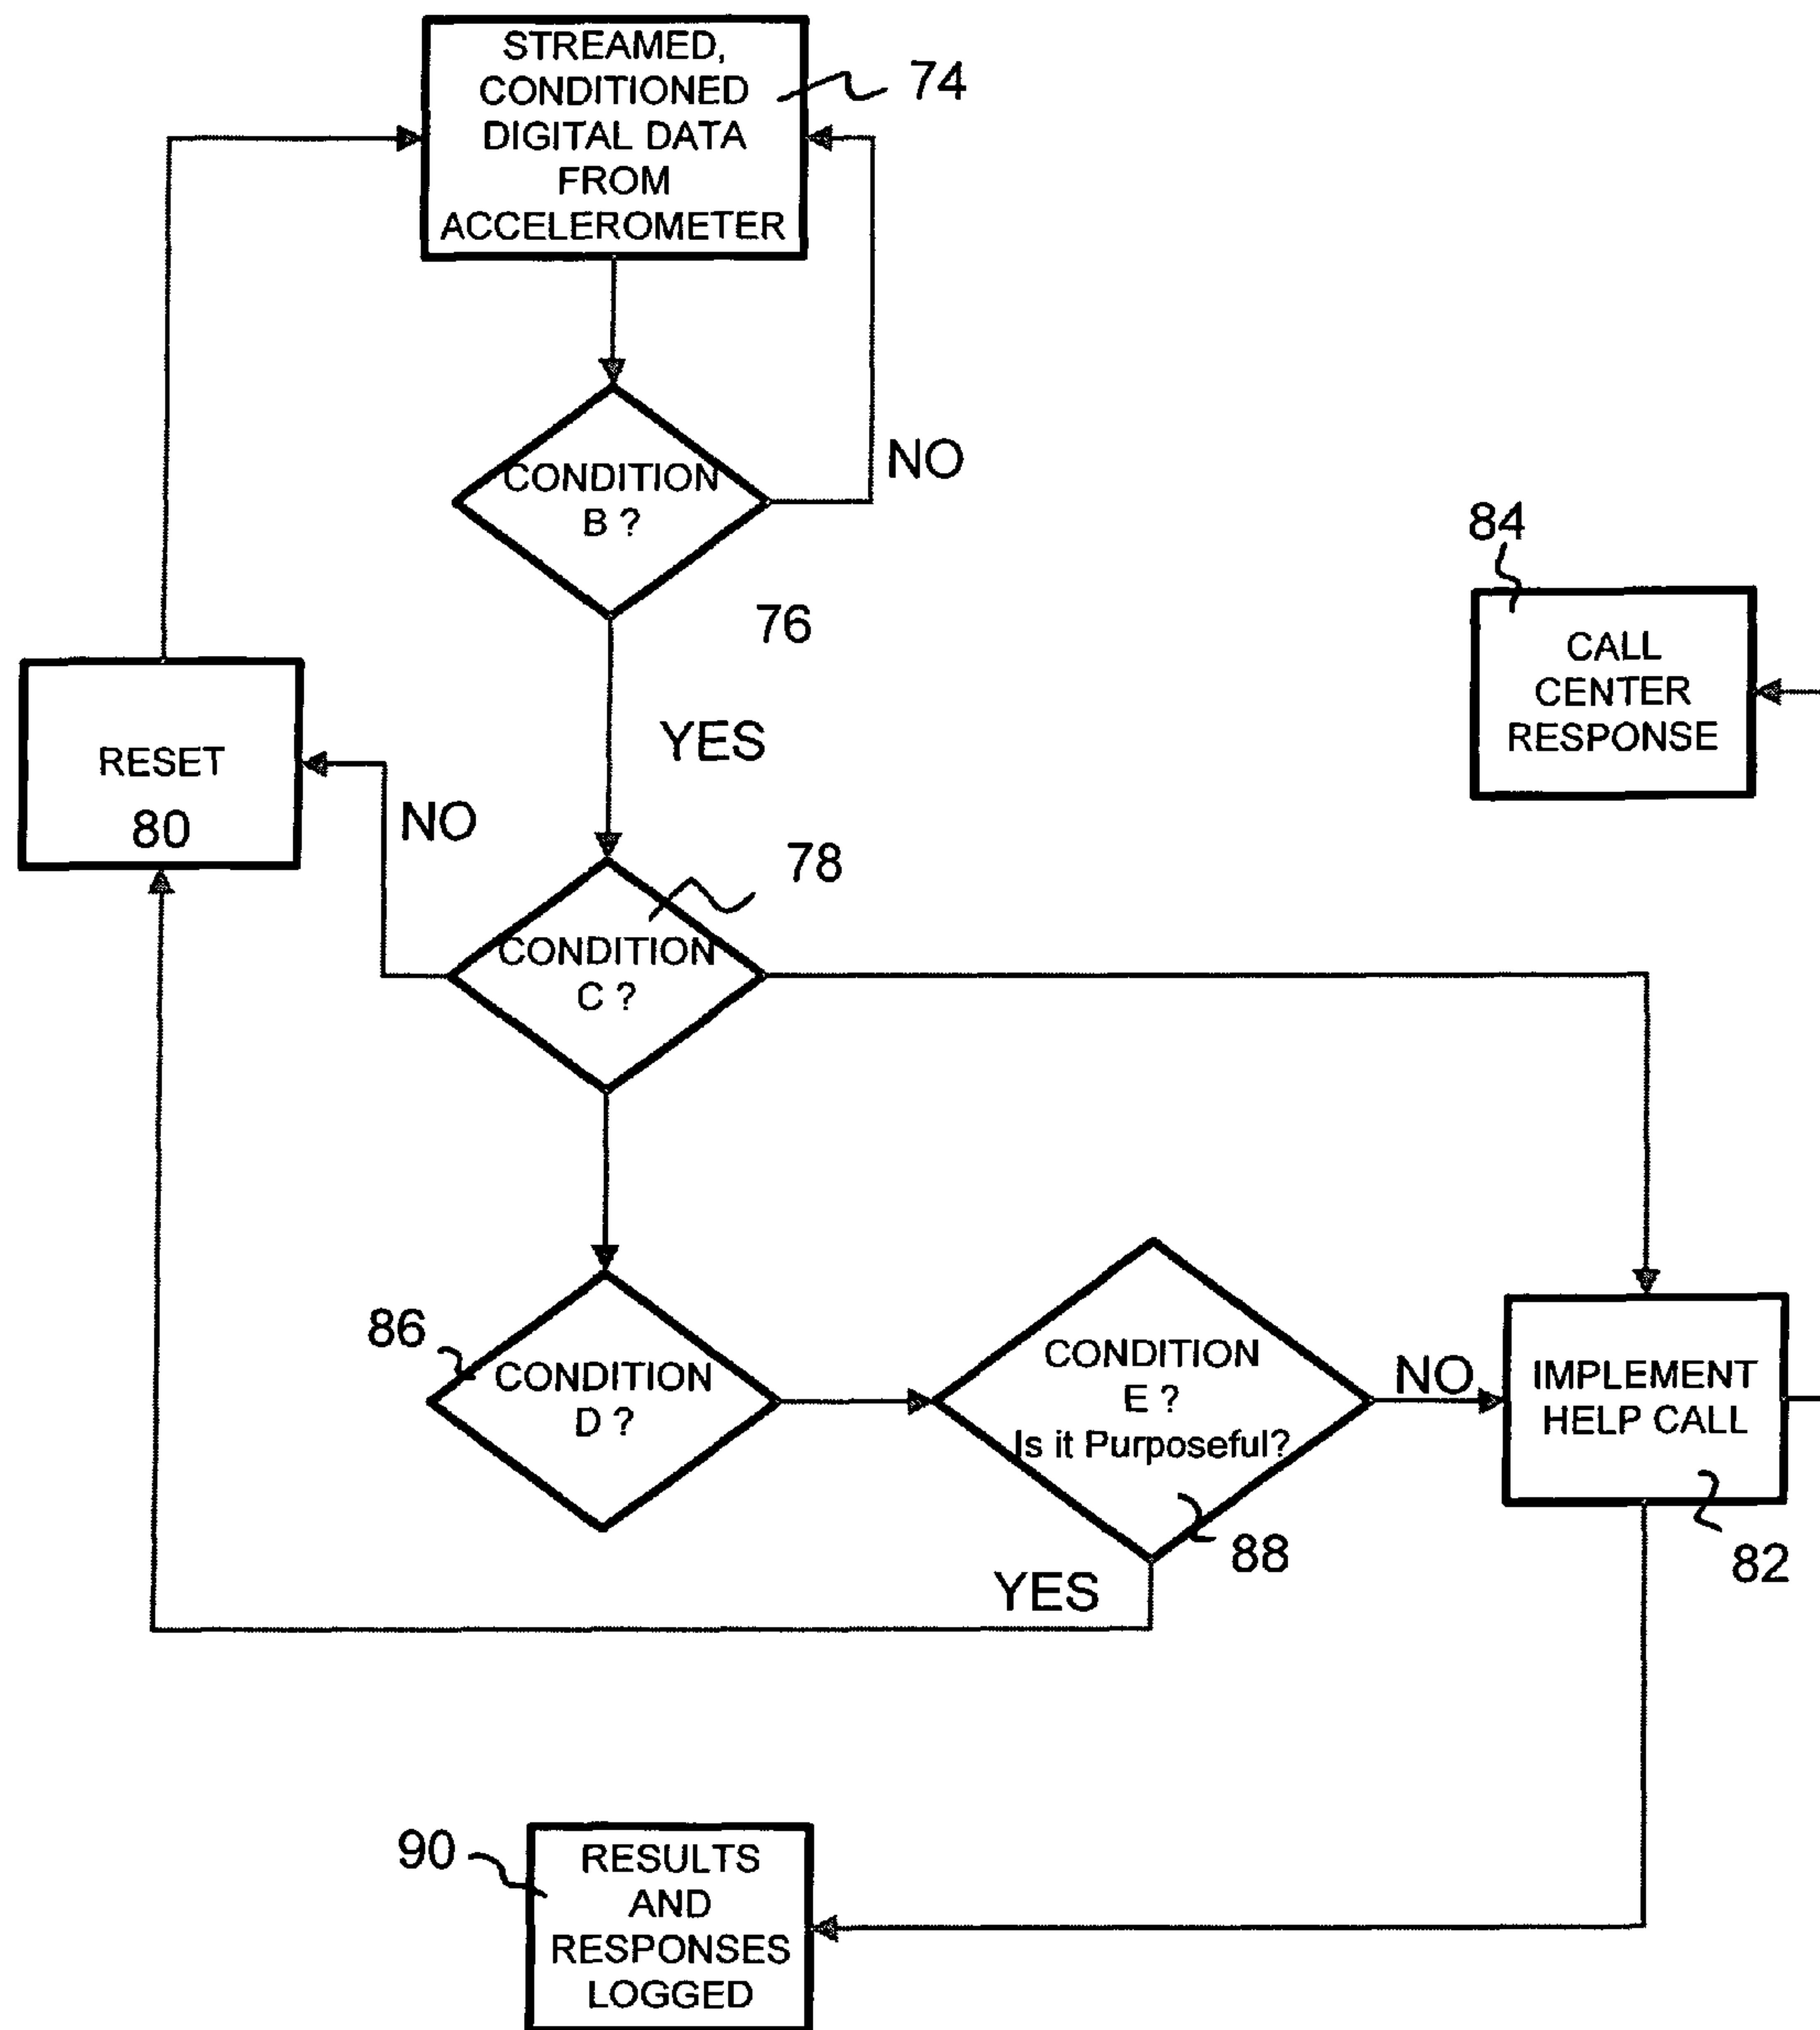 STREAMED,
CONDITIONED
DIGITAL DATA
FROM
ACCELEROMETER
74
CONDITION
B ?
NO
76
YES
84
CALL
CENTER
RESPONSE
RESET
80
NO
78
CONDITION
C ?
86
CONDITION
D ?
CONDITION
E ?
Is it Purposeful?
88
NO
YES
IMPLEMENT
HELP CALL
82
90
RESULTS
AND
RESPONSES
LOGGED